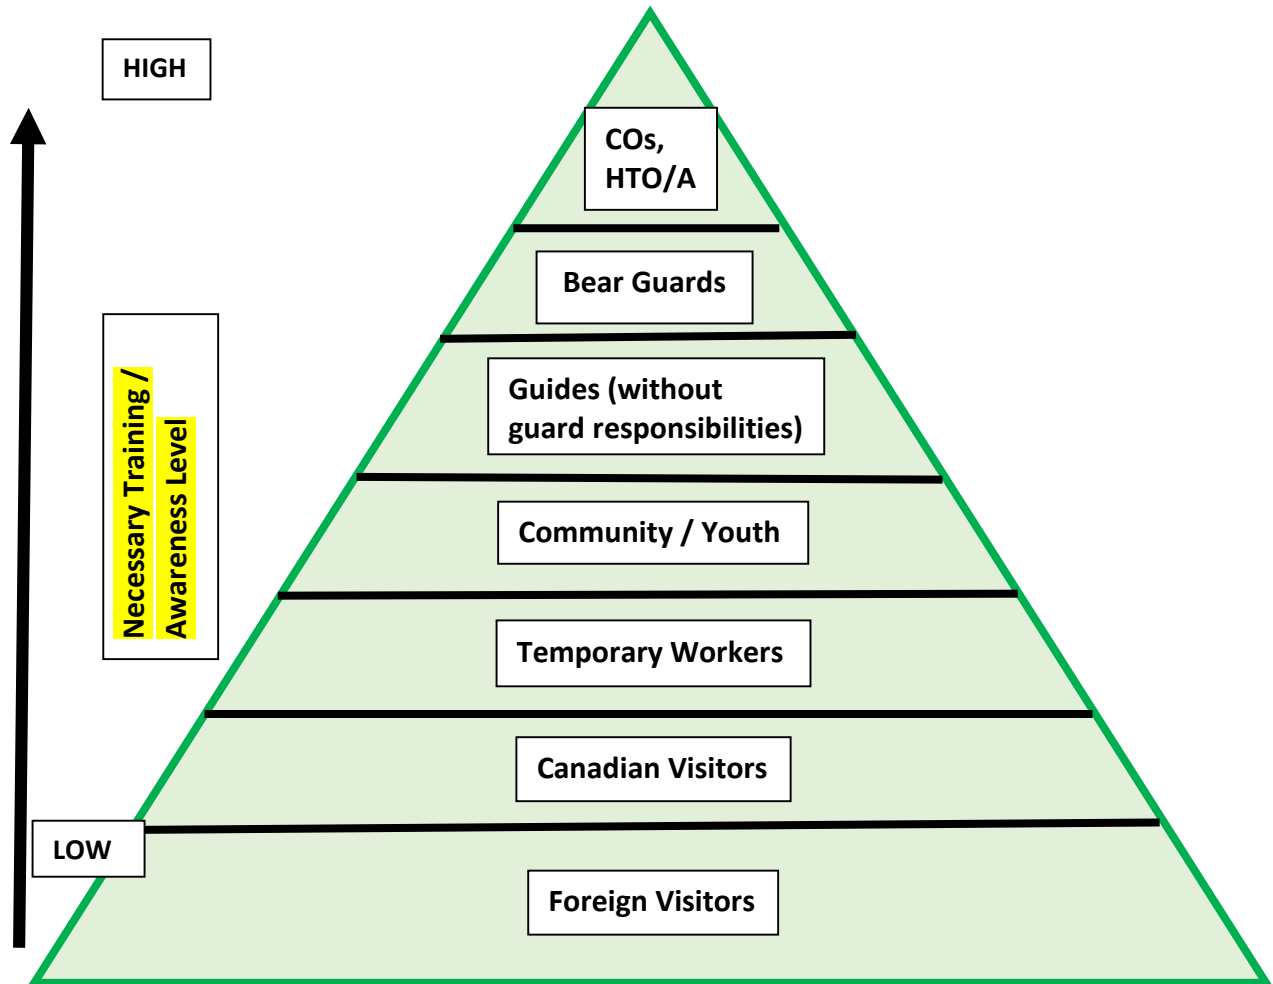 HIGH
COs,
HTO/A
Bear Guards
Guides (without
guard responsibilities)
Necessary Training /
Awareness Level
Community / Youth
Temporary Workers
Canadian Visitors
LOW
Foreign Visitors